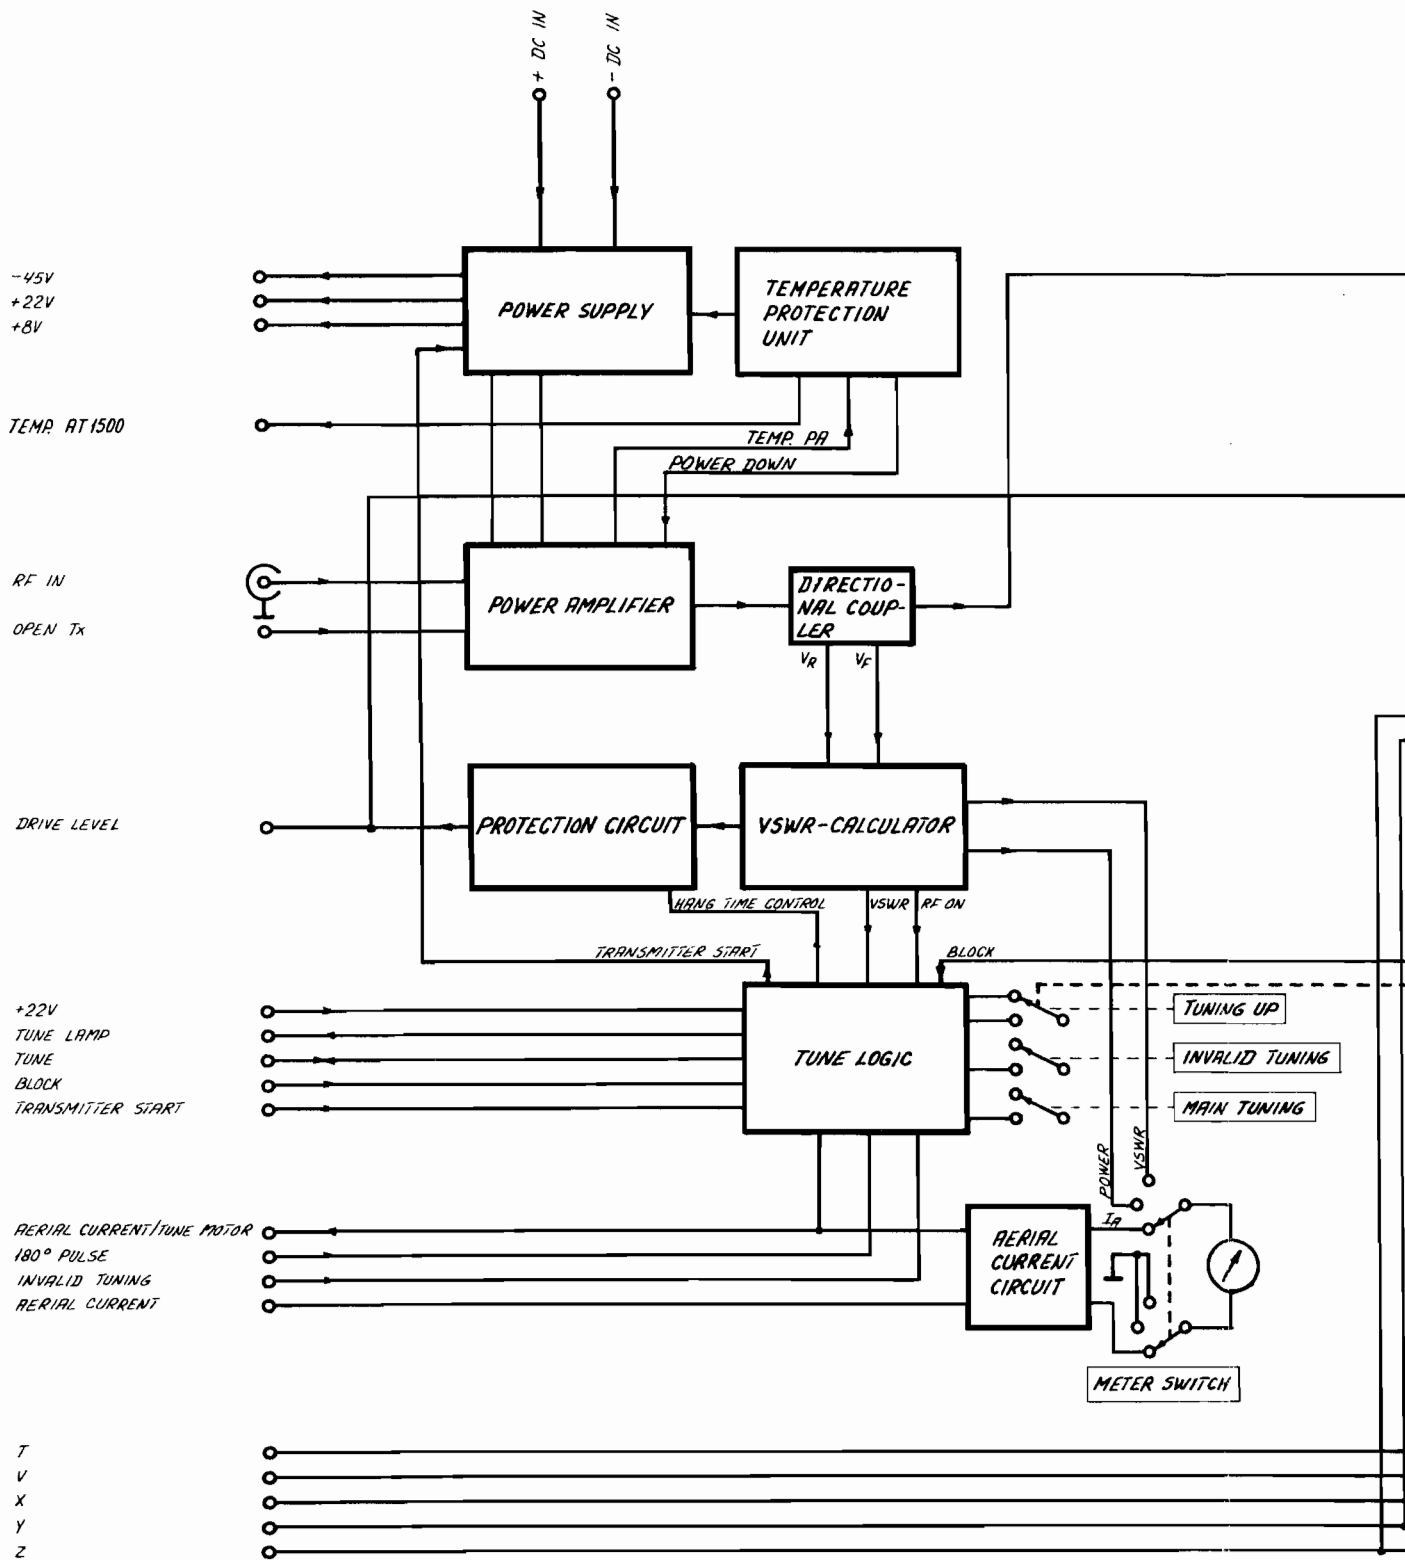 + DC IN
- DC IN
-45V
+22V
+8V
POWER SUPPLY
TEMPERATURE
PROTECTION
UNIT
TEMP. AT1500
TEMP. PA
POWER DOWN
RF IN
OPEN Tx
POWER AMPLIFIER
DIRECTIO-
NAL COUP-
LER
VR
VF
DRIVE LEVEL
PROTECTION CIRCUIT
VSWR-CALCULATOR
HANG TIME CONTROL
VSWR
RF ON
TRANSMITTER START
BLOCK
+22V
TUNE LAMP
TUNE
BLOCK
TRANSMITTER START
TUNE LOGIC
TUNING UP
INVALID TUNING
MAIN TUNING
POWER
VSWR
AERIAL CURRENT/TUNE MOTOR
180° PULSE
INVALID TUNING
AERIAL CURRENT
AERIAL
CURRENT
CIRCUIT
IA
METER SWITCH
T
V
X
Y
Z